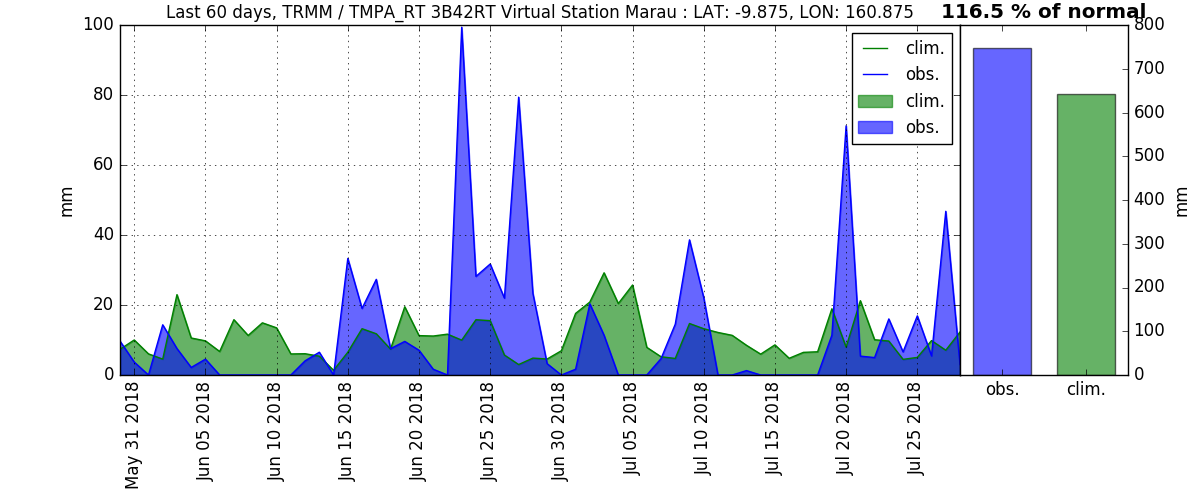 Last 60 days, TRMM / TMPA_RT 3B42RT Virtual Station Marau : LAT: -9.875, LON: 160.875
116.5 % of normal
100
80
60
40
20
0
mm
clim.
obs.
clim.
obs.
800
700
600
500
400
300
200
100
0
mm
May 31 2018
Jun 05 2018
Jun 10 2018
Jun 15 2018
Jun 20 2018
Jun 25 2018
Jun 30 2018
Jul 05 2018
Jul 10 2018
Jul 15 2018
Jul 20 2018
Jul 25 2018
obs.
clim.